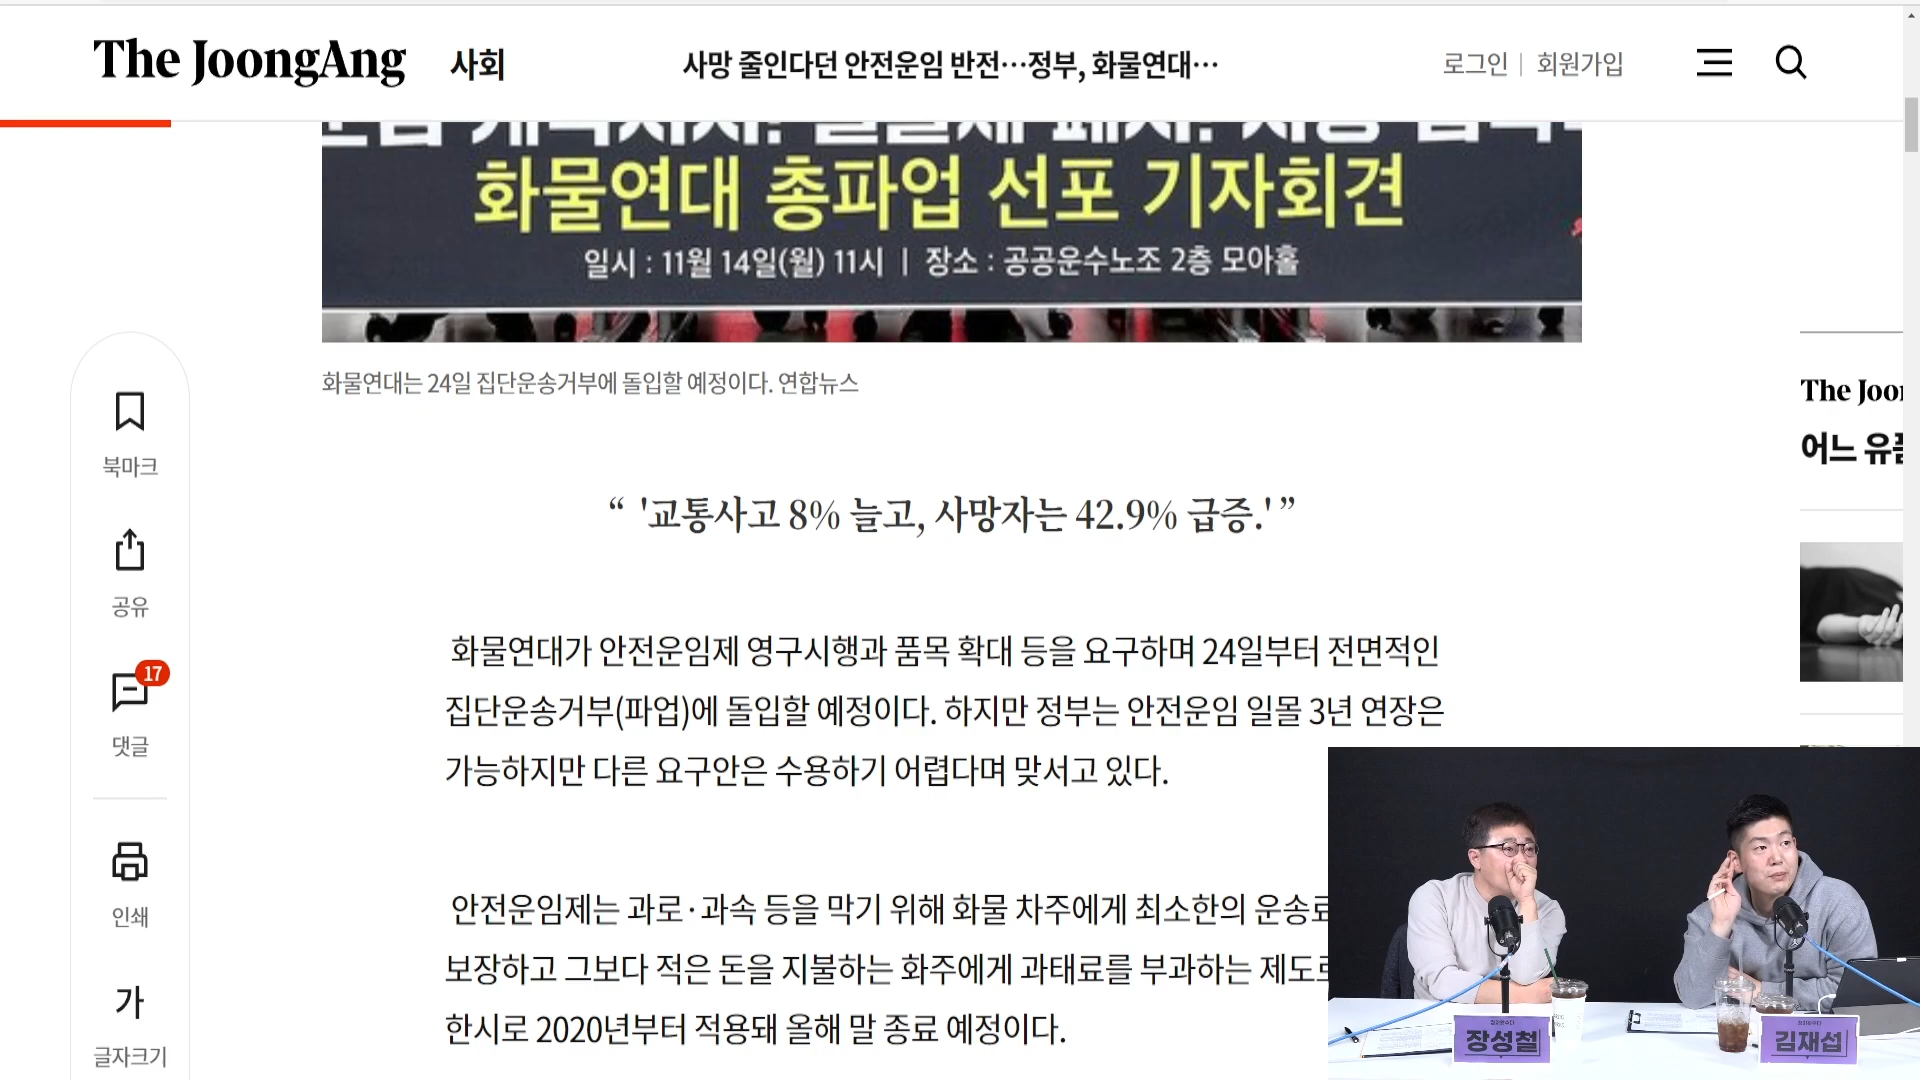 The JoongAng
사회
사망 줄인다던 안전운임 반전…정부, 화물연대…
로그인 | 회원가입
화물연대 총파업 선포 기자회견
일시 : 11월 14일(월) 11시 | 장소 : 공공운수노조 2층 모아홀
화물연대는 24일 집단운송거부에 돌입할 예정이다. 연합뉴스
The Joon
어느 유품
북마크
“ '교통사고 8% 늘고, 사망자는 42.9% 급증.' ”
공유
화물연대가 안전운임제 영구시행과 품목 확대 등을 요구하며 24일부터 전면적인
집단운송거부(파업)에 돌입할 예정이다. 하지만 정부는 안전운임 일몰 3년 연장은
가능하지만 다른 요구안은 수용하기 어렵다며 맞서고 있다.
17
댓글
안전운임제는 과로·과속 등을 막기 위해 화물 차주에게 최소한의 운송료
보장하고 그보다 적은 돈을 지불하는 화주에게 과태료를 부과하는 제도로
한시로 2020년부터 적용돼 올해 말 종료 예정이다.
인쇄
가
글자크기
장성철
김재섭